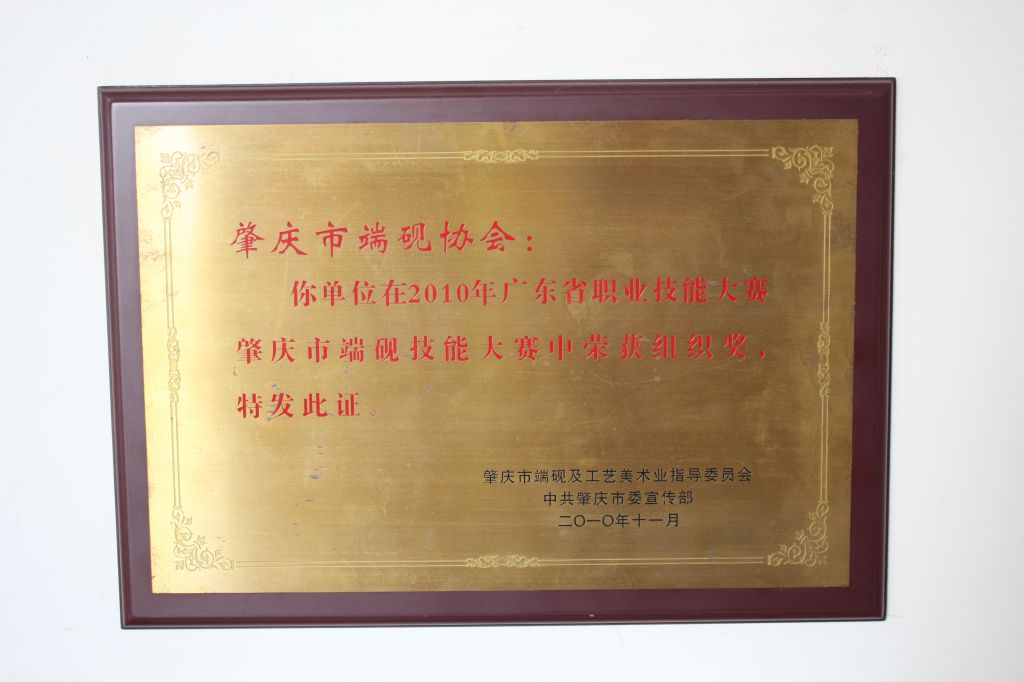 肇庆市端砚协会：
你单位在2010年广东省职业技能大赛
肇庆市端砚技能大赛中荣获组织奖，
特发此证。
肇庆市端砚及工艺美术业指导委员会
中共肇庆市委宣传部
二〇一〇年十一月